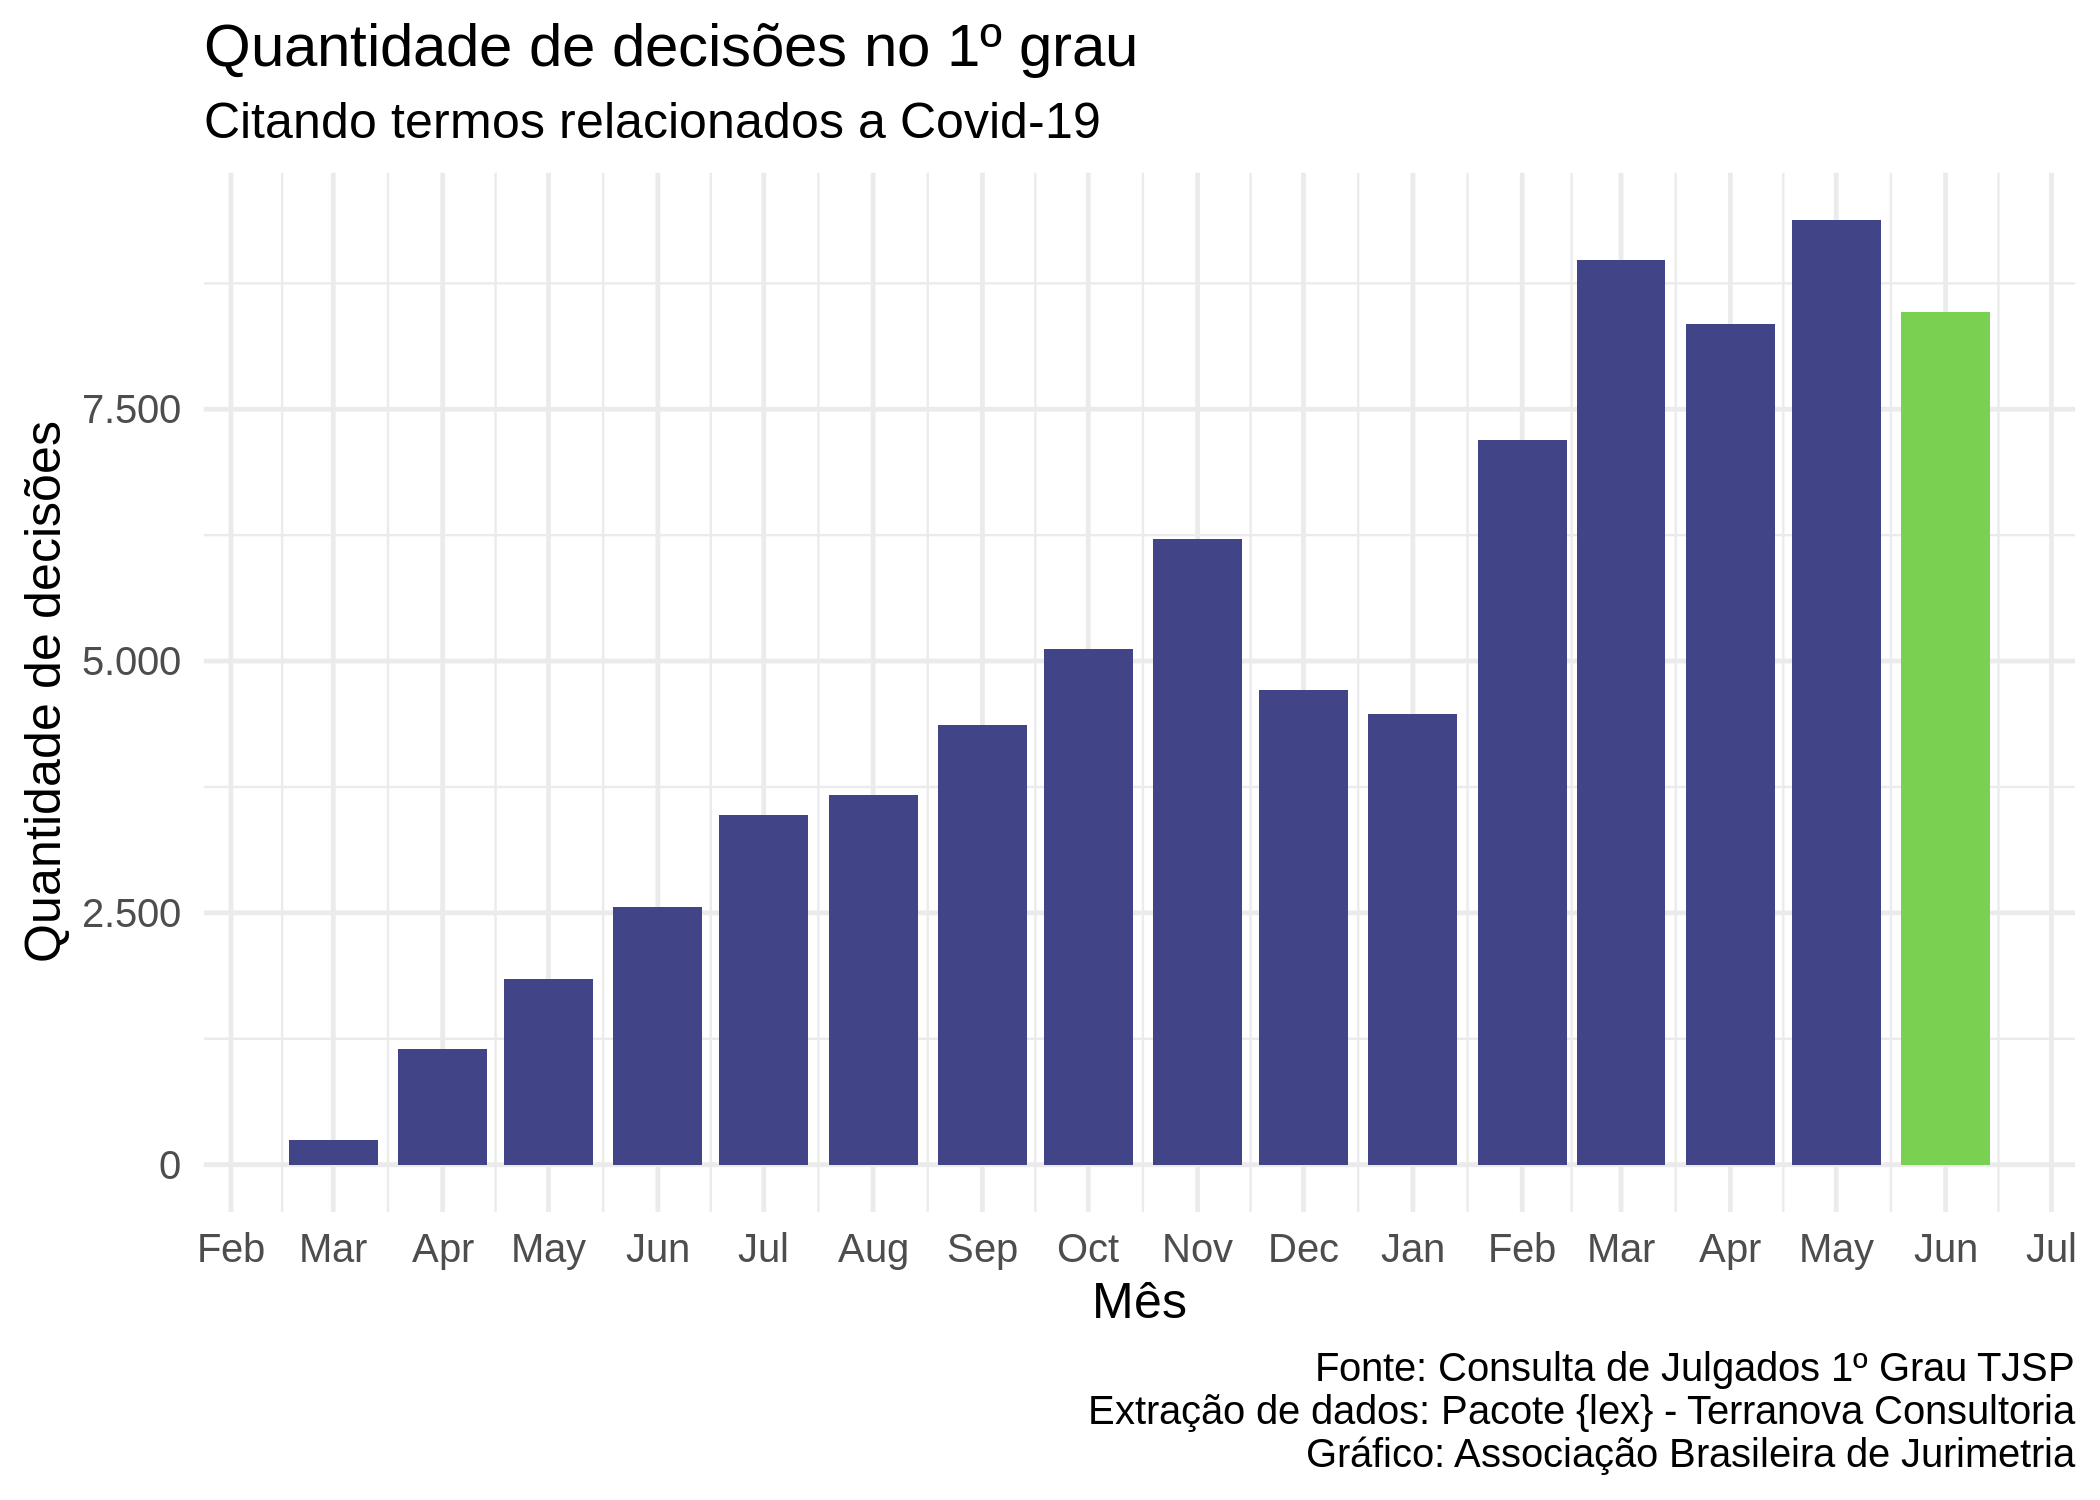 Quantidade de decisões no 1º grau
Citando termos relacionados a Covid-19
Quantidade de decisões
7.500
5.000
2.500
0
Feb Mar Apr May Jun Jul Aug Sep Oct Nov Dec Jan Feb Mar Apr May Jun Jul
Mês
Fonte: Consulta de Julgados 1º Grau TJSP
Extração de dados: Pacote {lex} - Terranova Consultoria
Gráfico: Associação Brasileira de Jurimetria